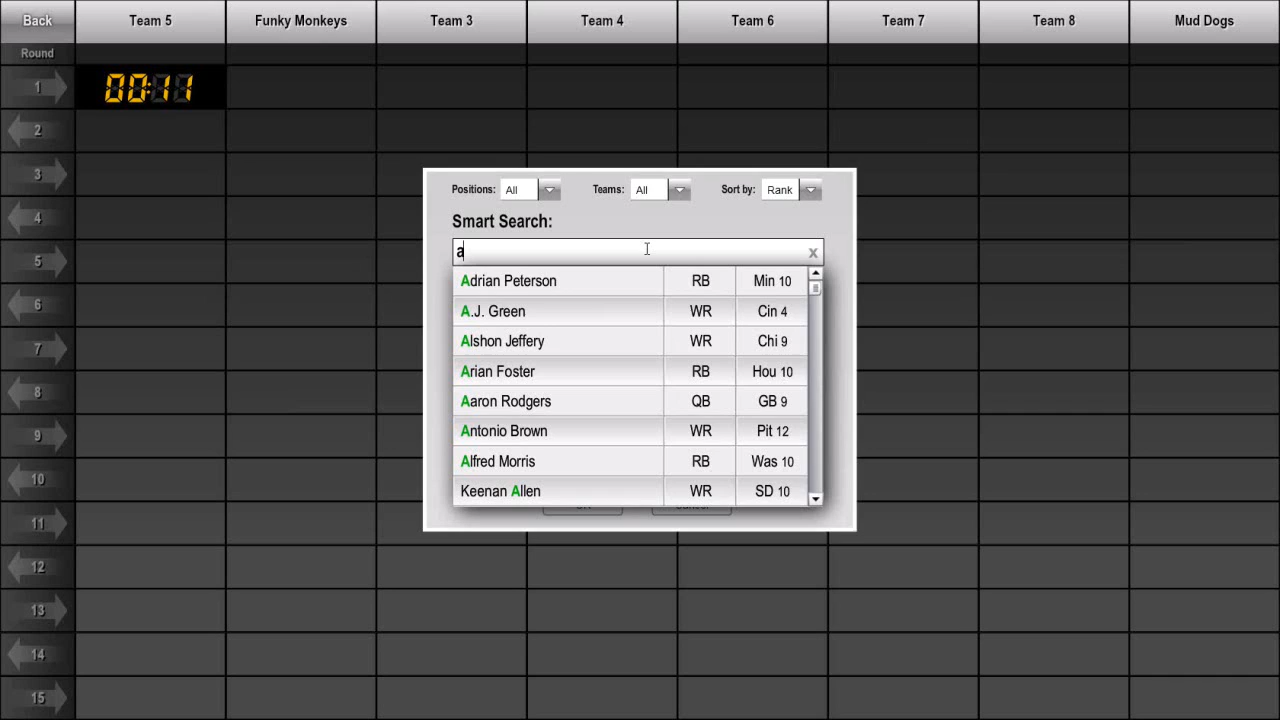 Back Team 5 Funky Monkeys Team 3 Team 4 Team 6 Team 7 Team 8 Mud Dogs
Round
1 00:11
2
3
Positions: All Teams: All Sort by: Rank
4
Smart Search:
5
a x
Adrian Peterson RB Min 10
6
A.J. Green WR Cin 4
7
Alshon Jeffery WR Chi 9
Arian Foster RB Hou 10
8
Aaron Rodgers QB GB 9
9
Antonio Brown WR Pit 12
Alfred Morris RB Was 10
10
Keenan Allen WR SD 10
11
12
13
14
15